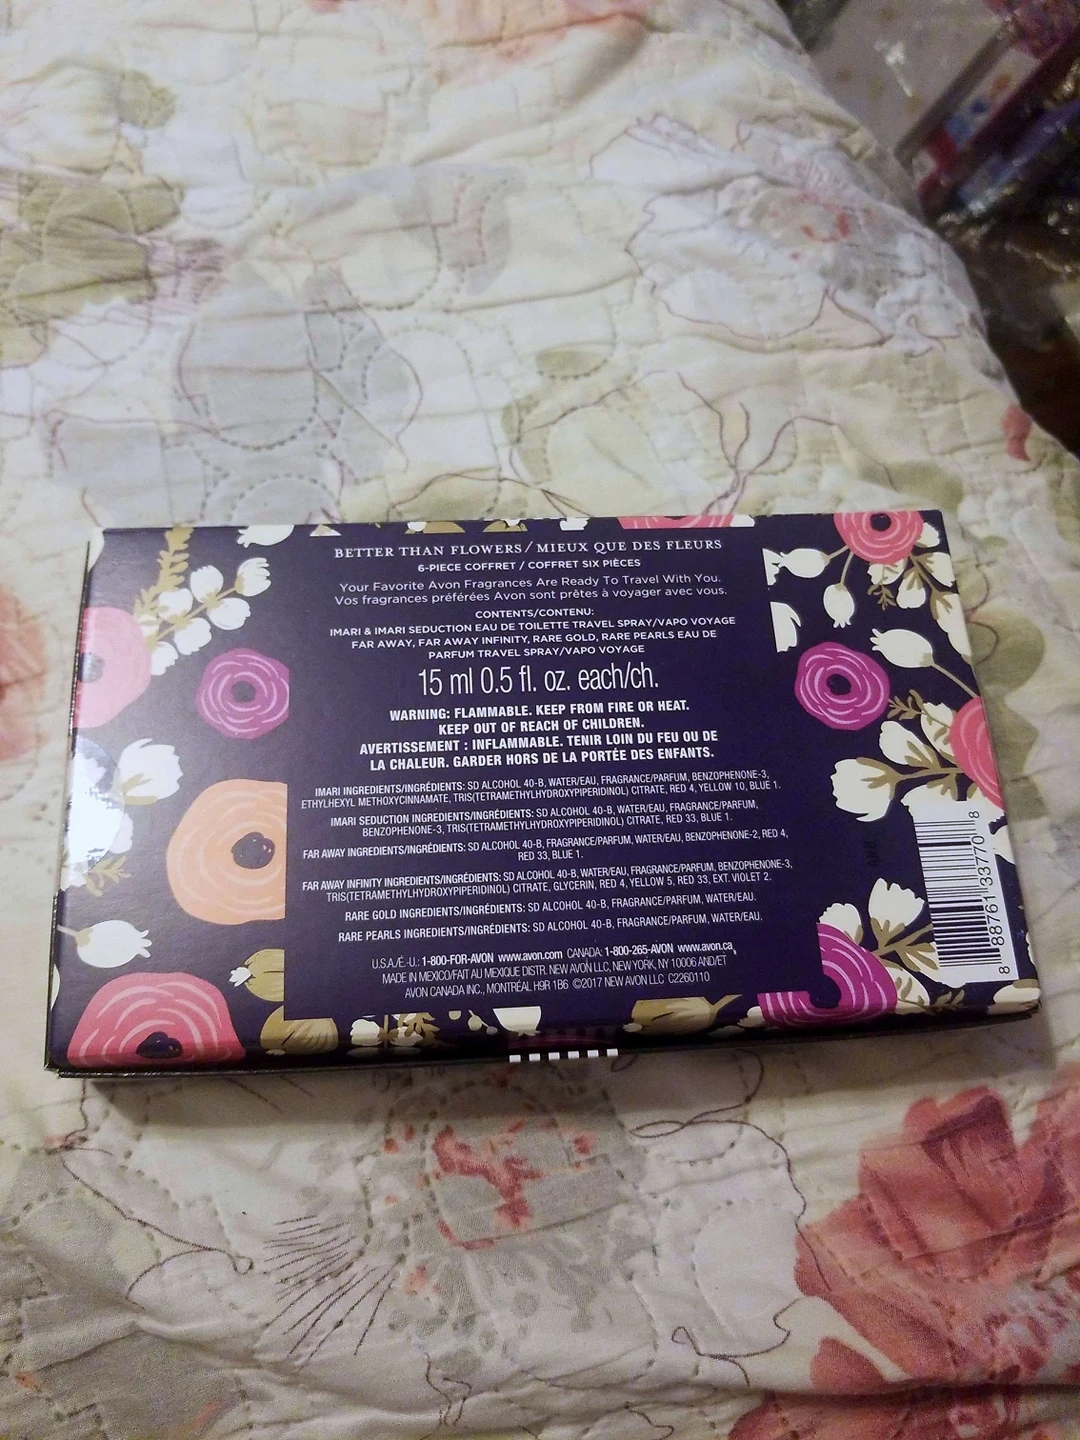 BETTER THAN FLOWERS / MIEUX QUE DES FLEURS
6-PIECE COFFRET / COFFRET SIX PIÈCES
Your Favorite Avon Fragrances Are Ready To Travel With You.
Vos fragrances préférées Avon sont prêtes à voyager avec vous.
CONTENTS/CONTENU:
IMARI & IMARI SEDUCTION EAU DE TOILETTE TRAVEL SPRAY/VAPO VOYAGE
FAR AWAY, FAR AWAY INFINITY, RARE GOLD, RARE PEARLS EAU DE
PARFUM TRAVEL SPRAY/VAPO VOYAGE
15 ml 0.5 fl. oz. each/ch.
WARNING: FLAMMABLE. KEEP FROM FIRE OR HEAT.
KEEP OUT OF REACH OF CHILDREN.
AVERTISSEMENT : INFLAMMABLE. TENIR LOIN DU FEU OU DE
LA CHALEUR. GARDER HORS DE LA PORTÉE DES ENFANTS.
IMARI INGREDIENTS/INGRÉDIENTS: SD ALCOHOL 40-B, WATER/EAU, FRAGRANCE/PARFUM, BENZOPHENONE-3,
ETHYLHEXYL METHOXYCINNAMATE, TRIS(TETRAMETHYLHYDROXYPIPERIDINOL) CITRATE, RED 4, YELLOW 10, BLUE 1.
IMARI SEDUCTION INGREDIENTS/INGRÉDIENTS: SD ALCOHOL 40-B, WATER/EAU, FRAGRANCE/PARFUM,
BENZOPHENONE-3, TRIS(TETRAMETHYLHYDROXYPIPERIDINOL) CITRATE, RED 33, BLUE 1.
FAR AWAY INGREDIENTS/INGRÉDIENTS: SD ALCOHOL 40-B, FRAGRANCE/PARFUM, WATER/EAU, BENZOPHENONE-2, RED 4,
RED 33, BLUE 1.
FAR AWAY INFINITY INGREDIENTS/INGRÉDIENTS: SD ALCOHOL 40-B, WATER/EAU, FRAGRANCE/PARFUM, BENZOPHENONE-3,
TRIS(TETRAMETHYLHYDROXYPIPERIDINOL) CITRATE, GLYCERIN, RED 4, YELLOW 5, RED 33, EXT. VIOLET 2.
RARE GOLD INGREDIENTS/INGRÉDIENTS: SD ALCOHOL 40-B, FRAGRANCE/PARFUM, WATER/EAU.
RARE PEARLS INGREDIENTS/INGRÉDIENTS: SD ALCOHOL 40-B, FRAGRANCE/PARFUM, WATER/EAU.
U.S.A./É.-U.: 1-800-FOR-AVON www.avon.com CANADA: 1-800-265-AVON www.avon.ca
MADE IN MEXICO/FAIT AU MEXIQUE DISTR. NEW AVON LLC, NEW YORK, NY 10006 AND/ET
AVON CANADA INC., MONTRÉAL H9R 1B6 ©2017 NEW AVON LLC C2260110
8 88761 33770 8